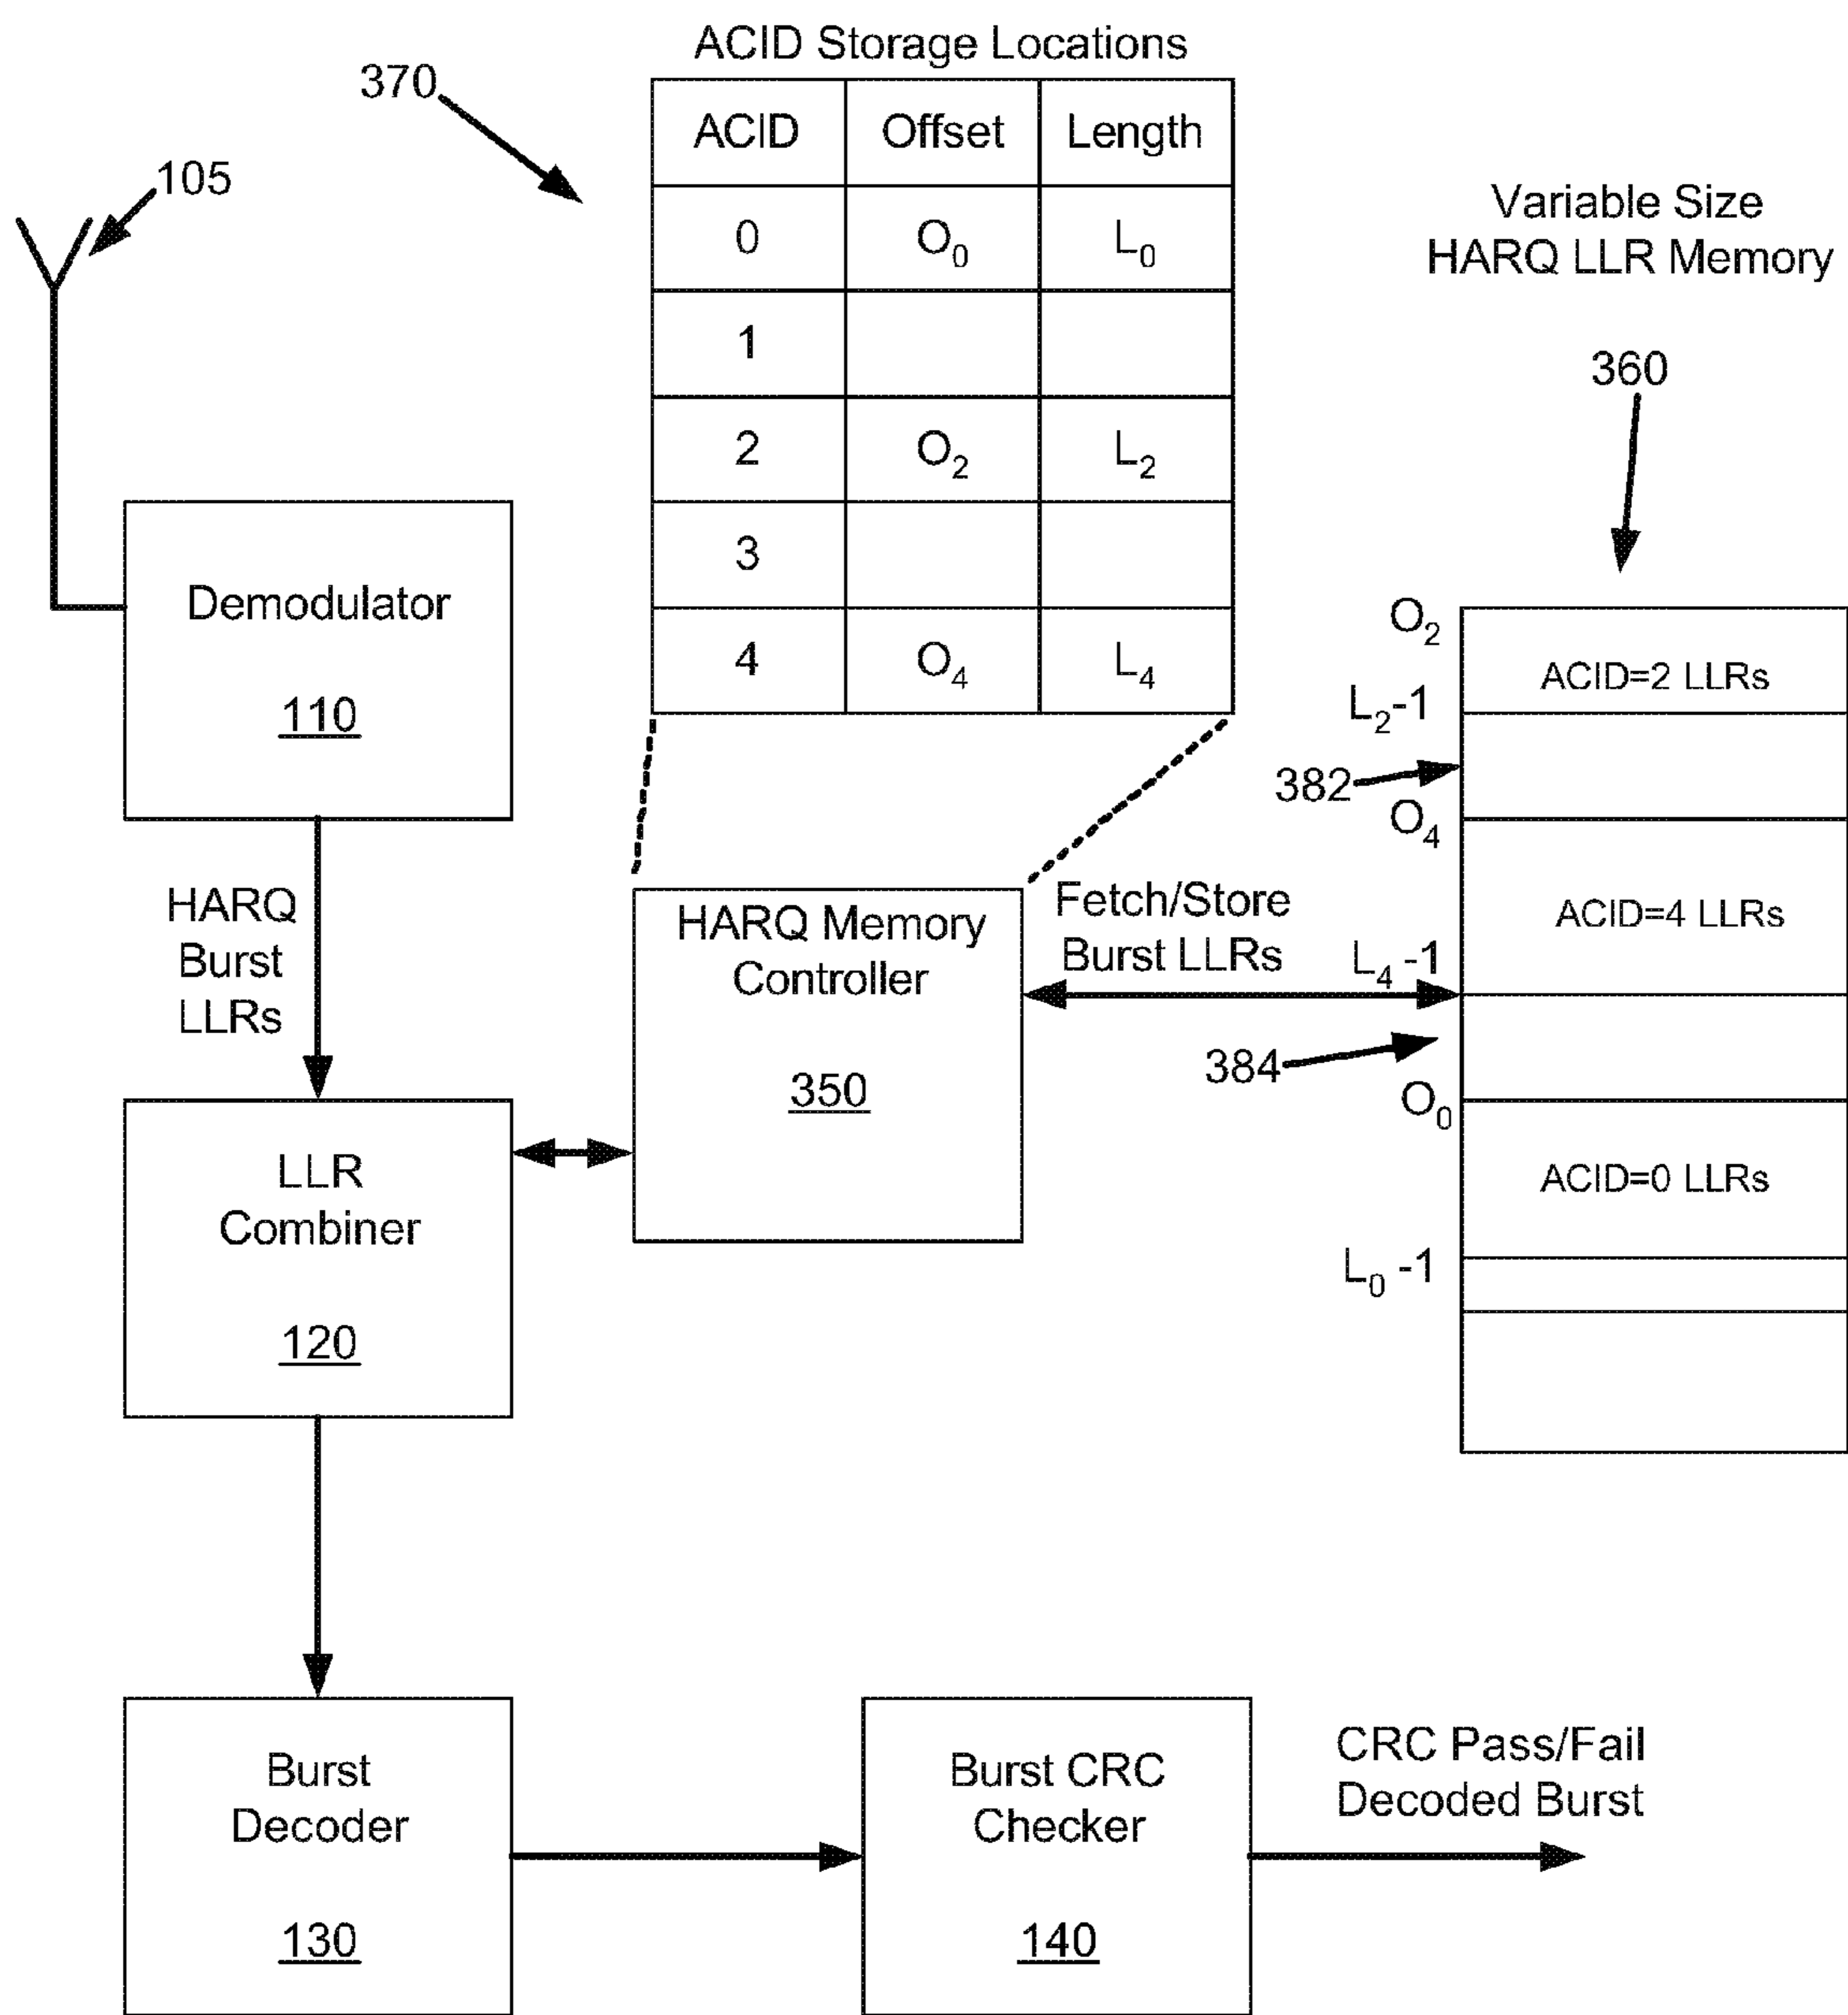 ACID Storage Locations
370
105
ACID Offset Length
0 O₀ L₀
1
2 O₂ L₂
3
4 O₄ L₄
Variable Size
HARQ LLR Memory
360
Demodulator
110
HARQ
Burst
LLRs
HARQ Memory
Controller
350
Fetch/Store
Burst LLRs
O₂
ACID=2 LLRs
L₂-1
382
O₄
ACID=4 LLRs
L₄ -1
384
O₀
ACID=0 LLRs
L₀ -1
LLR
Combiner
120
Burst
Decoder
130
Burst CRC
Checker
140
CRC Pass/Fail
Decoded Burst